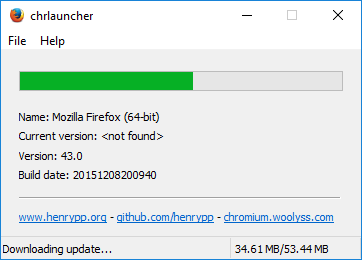 chrlauncher
File Help
Name: Mozilla Firefox (64-bit)
Current version: <not found>
Version: 43.0
Build date: 20151208200940
www.henrypp.org - github.com/henrypp - chromium.woolyss.com
Downloading update... 34.61 MB/53.44 MB